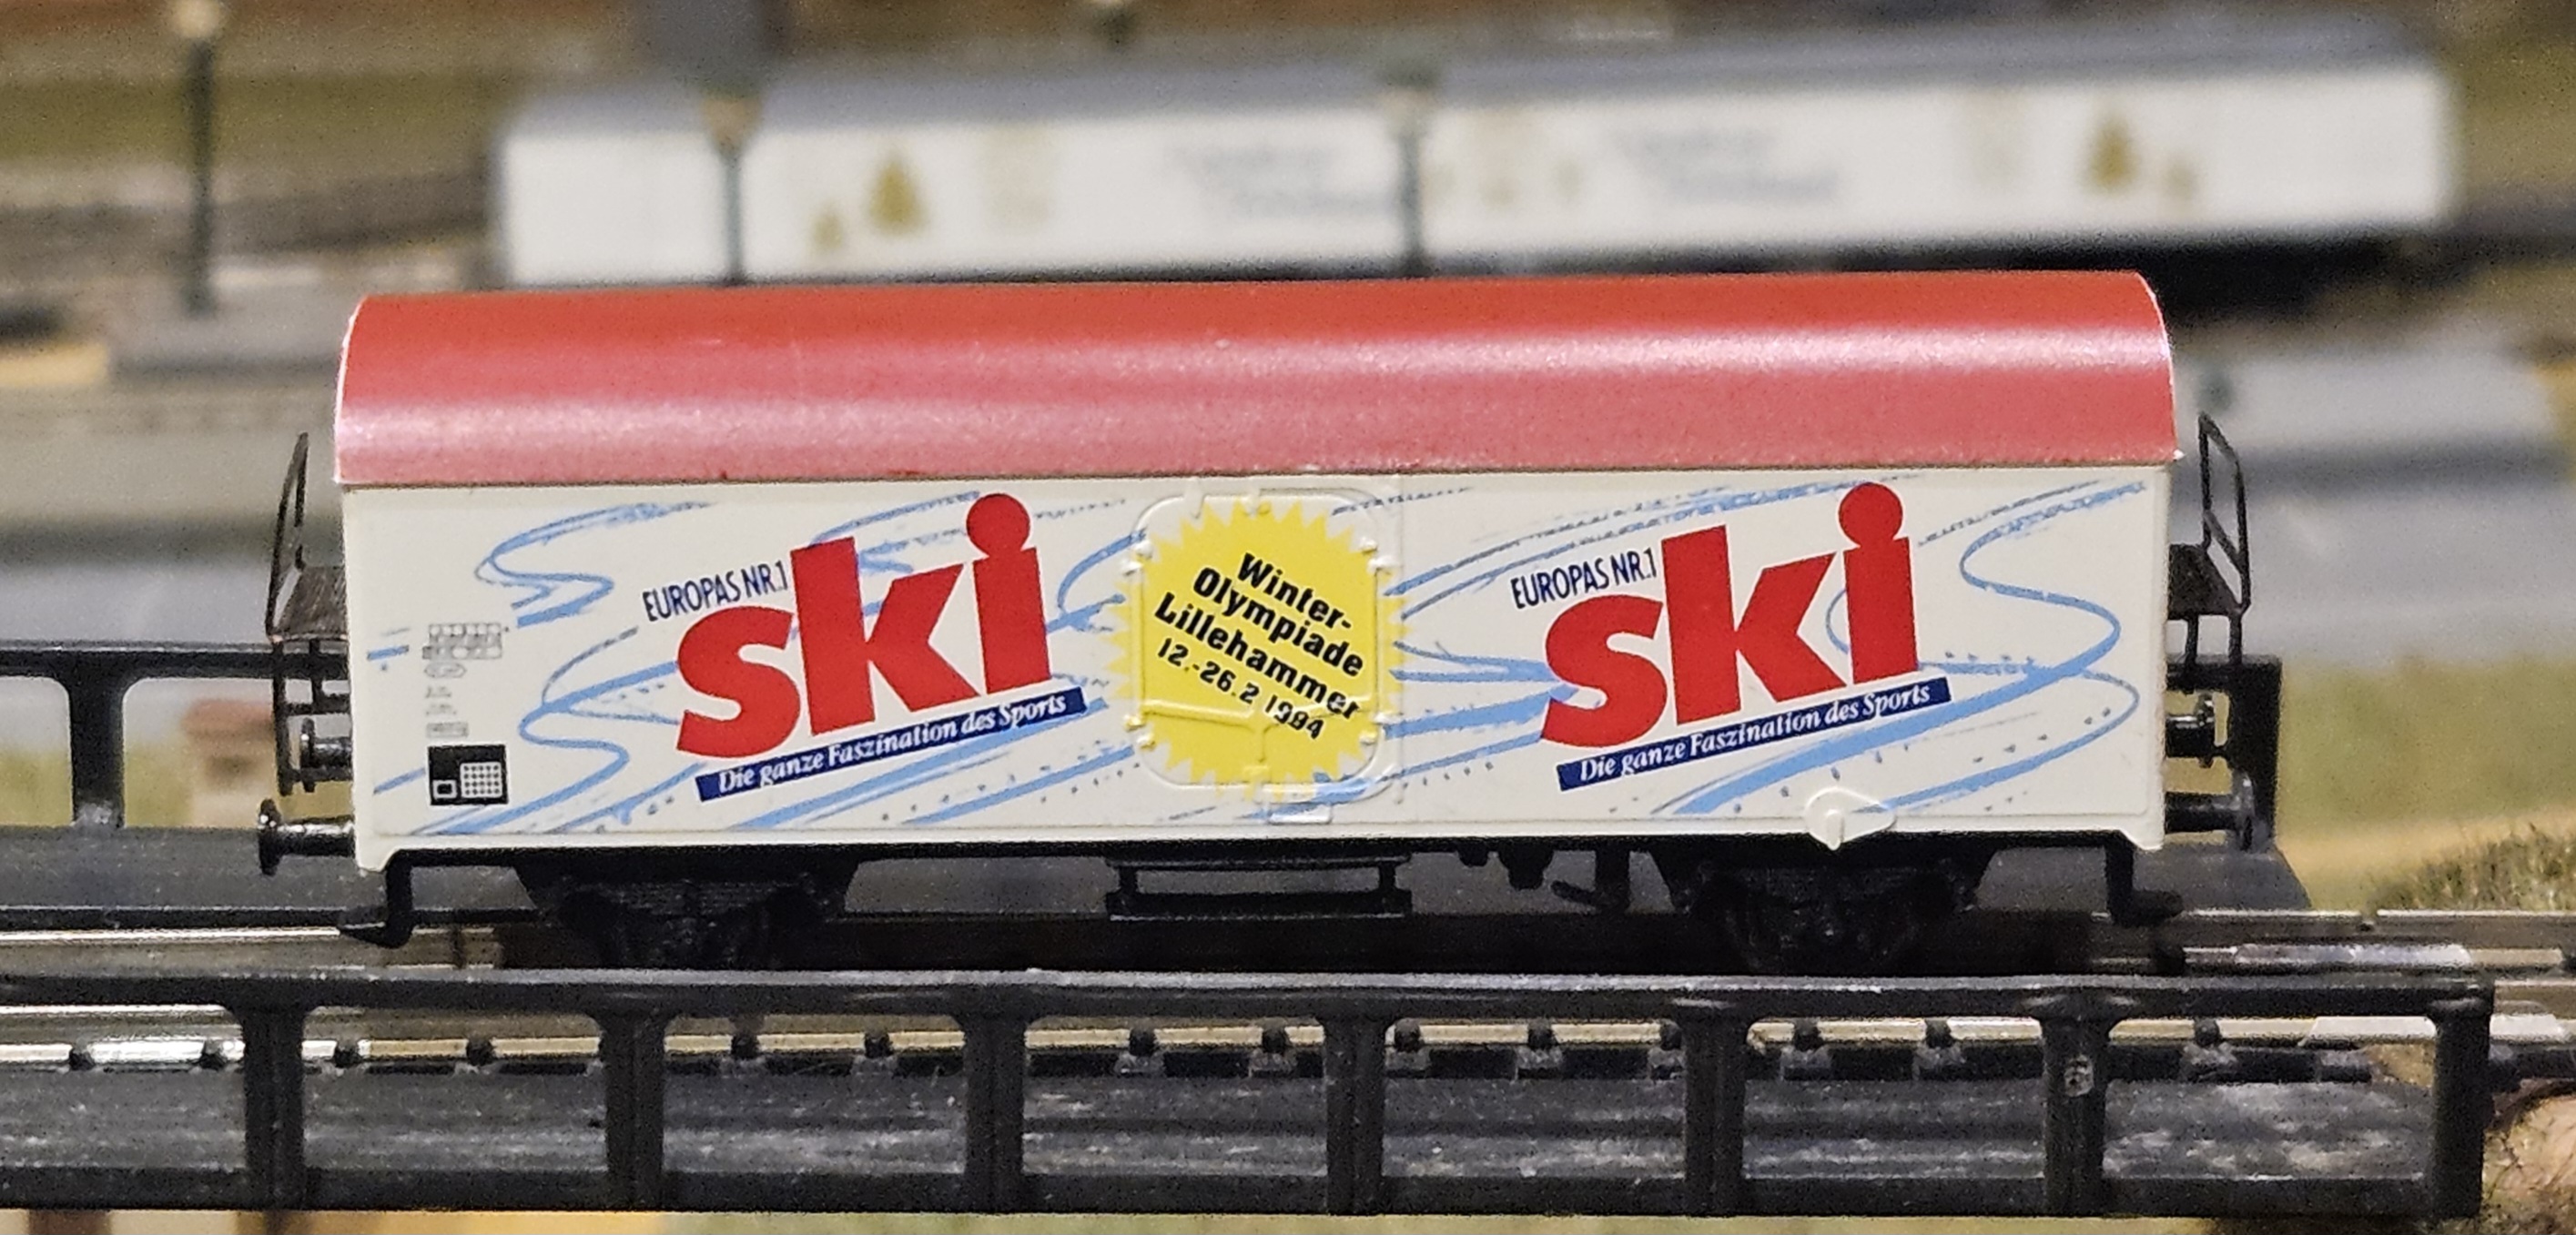 EUROPAS NR.1
ski
Die ganze Faszination des Sports
Winter-
Olympiade
Lillehammer
12.-26.2 1994
EUROPAS NR.1
ski
Die ganze Faszination des Sports